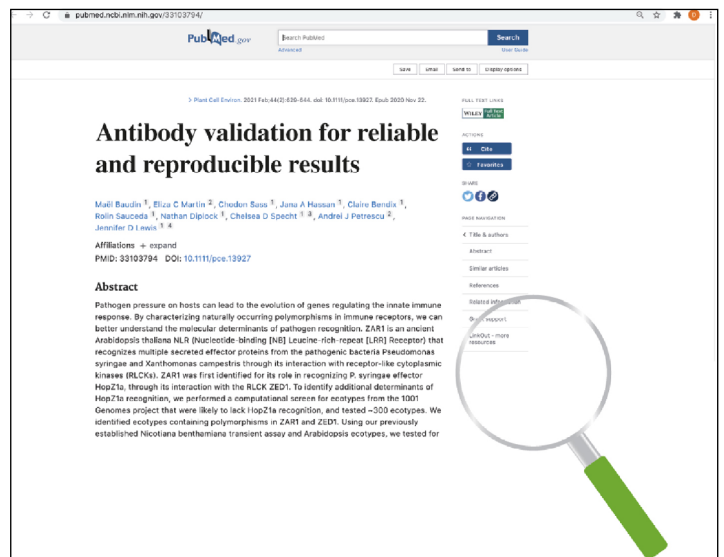 pubmed.ncbi.nlm.nih.gov/33103794/
PubMed.gov
Search PubMed
Search
Advanced
User Guide
Save Email Send to Display options
> Plant Cell Environ. 2021 Feb;44(2):629-644. doi: 10.1111/pce.13927. Epub 2020 Nov 22.
FULL TEXT LINKS
WILEY Full Text Article
Antibody validation for reliable
and reproducible results
ACTIONS
Cite
Favorites
SHARE
Maël Baudin 1, Eliza C Martin 2, Chodon Sass 1, Jana A Hassan 1, Claire Bendix 1,
Rolin Sauceda 1, Nathan Diplock 1, Chelsea D Specht 1 3, Andrei J Petrescu 2,
Jennifer D Lewis 1 4
PAGE NAVIGATION
Title & authors
Abstract
Similar articles
References
Related information
Grant support
LinkOut - more
resources
Affiliations + expand
PMID: 33103794 DOI: 10.1111/pce.13927
Abstract
Pathogen pressure on hosts can lead to the evolution of genes regulating the innate immune
response. By characterizing naturally occurring polymorphisms in immune receptors, we can
better understand the molecular determinants of pathogen recognition. ZAR1 is an ancient
Arabidopsis thaliana NLR (Nucleotide-binding [NB] Leucine-rich-repeat [LRR] Receptor) that
recognizes multiple secreted effector proteins from the pathogenic bacteria Pseudomonas
syringae and Xanthomonas campestris through its interaction with receptor-like cytoplasmic
kinases (RLCKs). ZAR1 was first identified for its role in recognizing P. syringae effector
HopZ1a, through its interaction with the RLCK ZED1. To identify additional determinants of
HopZ1a recognition, we performed a computational screen for ecotypes from the 1001
Genomes project that were likely to lack HopZ1a recognition, and tested ~300 ecotypes. We
identified ecotypes containing polymorphisms in ZAR1 and ZED1. Using our previously
established Nicotiana benthamiana transient assay and Arabidopsis ecotypes, we tested for